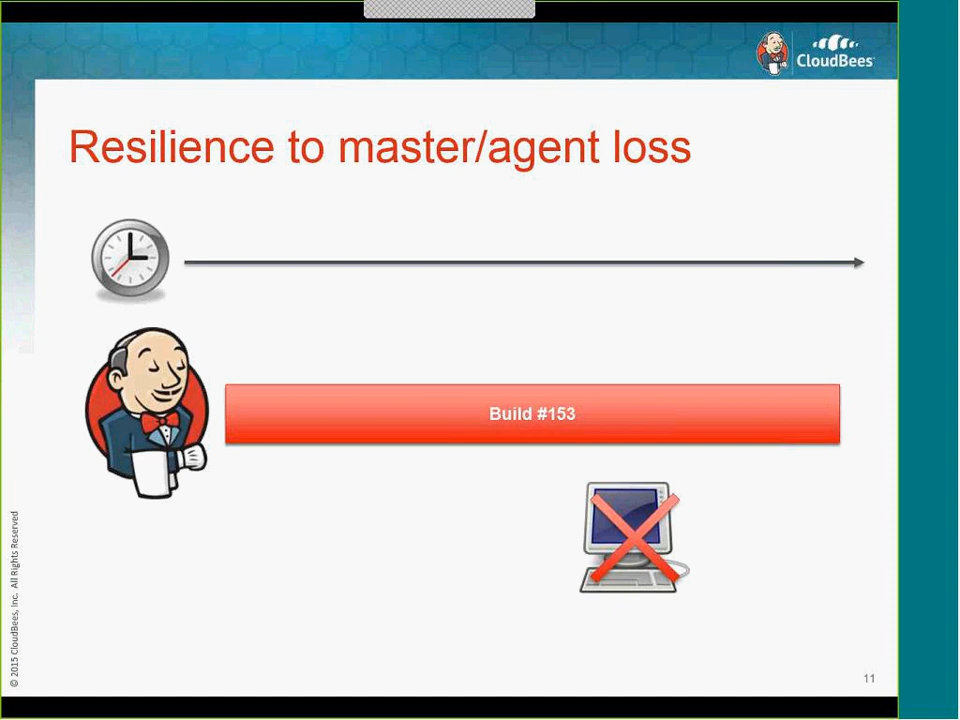 CloudBees
Resilience to master/agent loss
Build #153
© 2015 CloudBees, Inc. All Rights Reserved
11